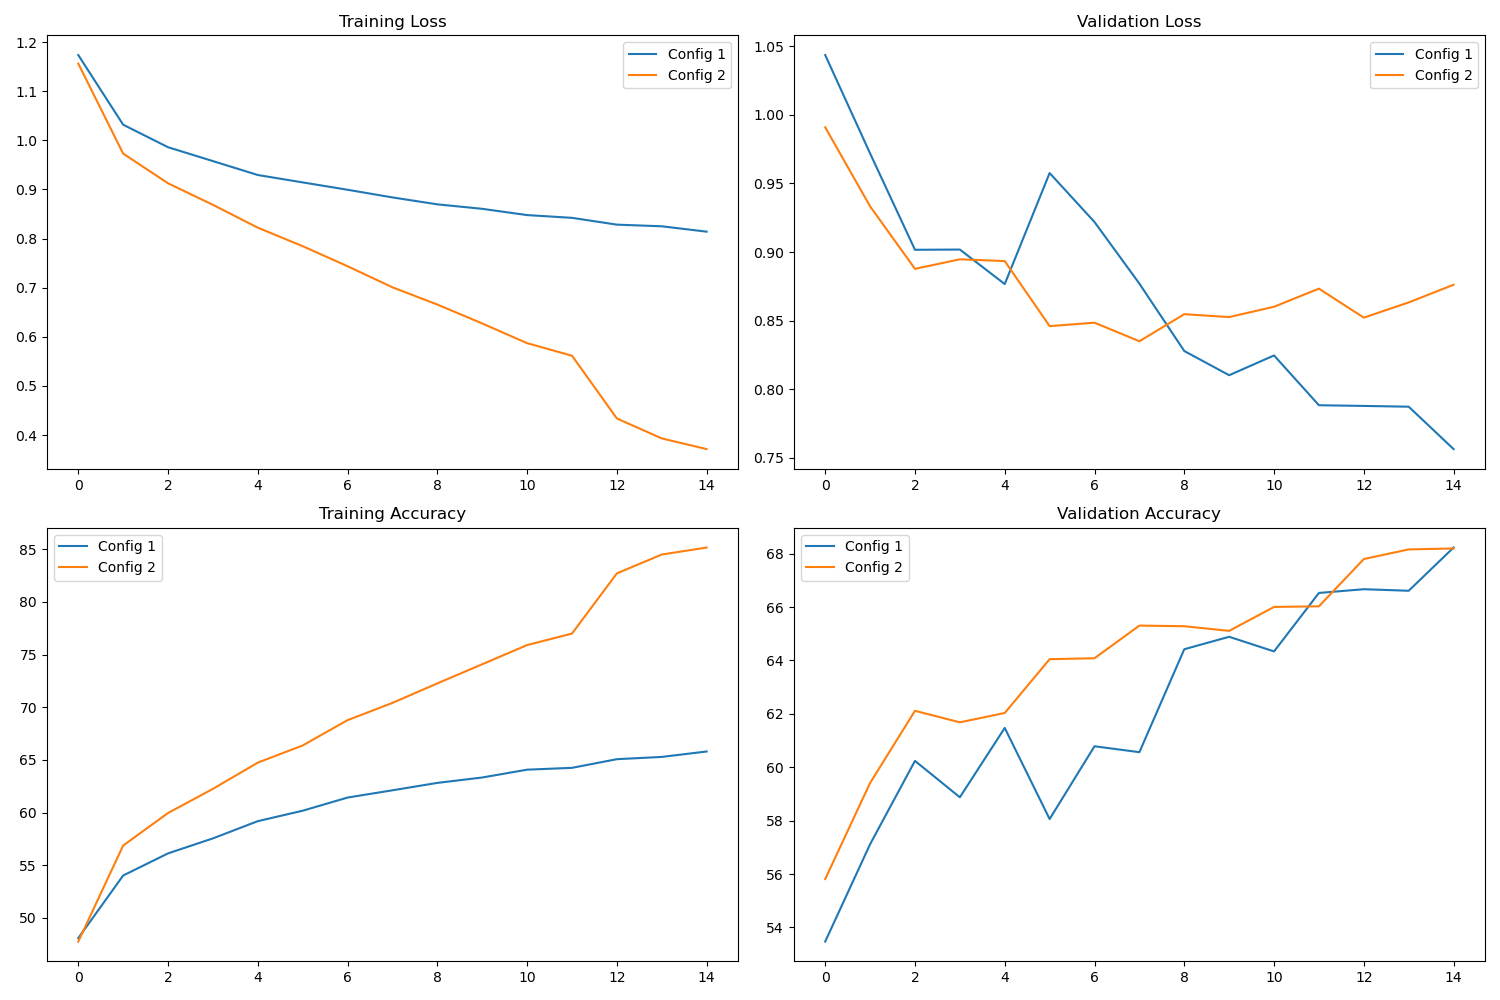 Training Loss
Config 1
Config 2
1.2
1.1
1.0
0.9
0.8
0.7
0.6
0.5
0.4
0 2 4 6 8 10 12 14
Validation Loss
Config 1
Config 2
1.05
1.00
0.95
0.90
0.85
0.80
0.75
0 2 4 6 8 10 12 14
Training Accuracy
Config 1
Config 2
85
80
75
70
65
60
55
50
0 2 4 6 8 10 12 14
Validation Accuracy
Config 1
Config 2
68
66
64
62
60
58
56
54
0 2 4 6 8 10 12 14